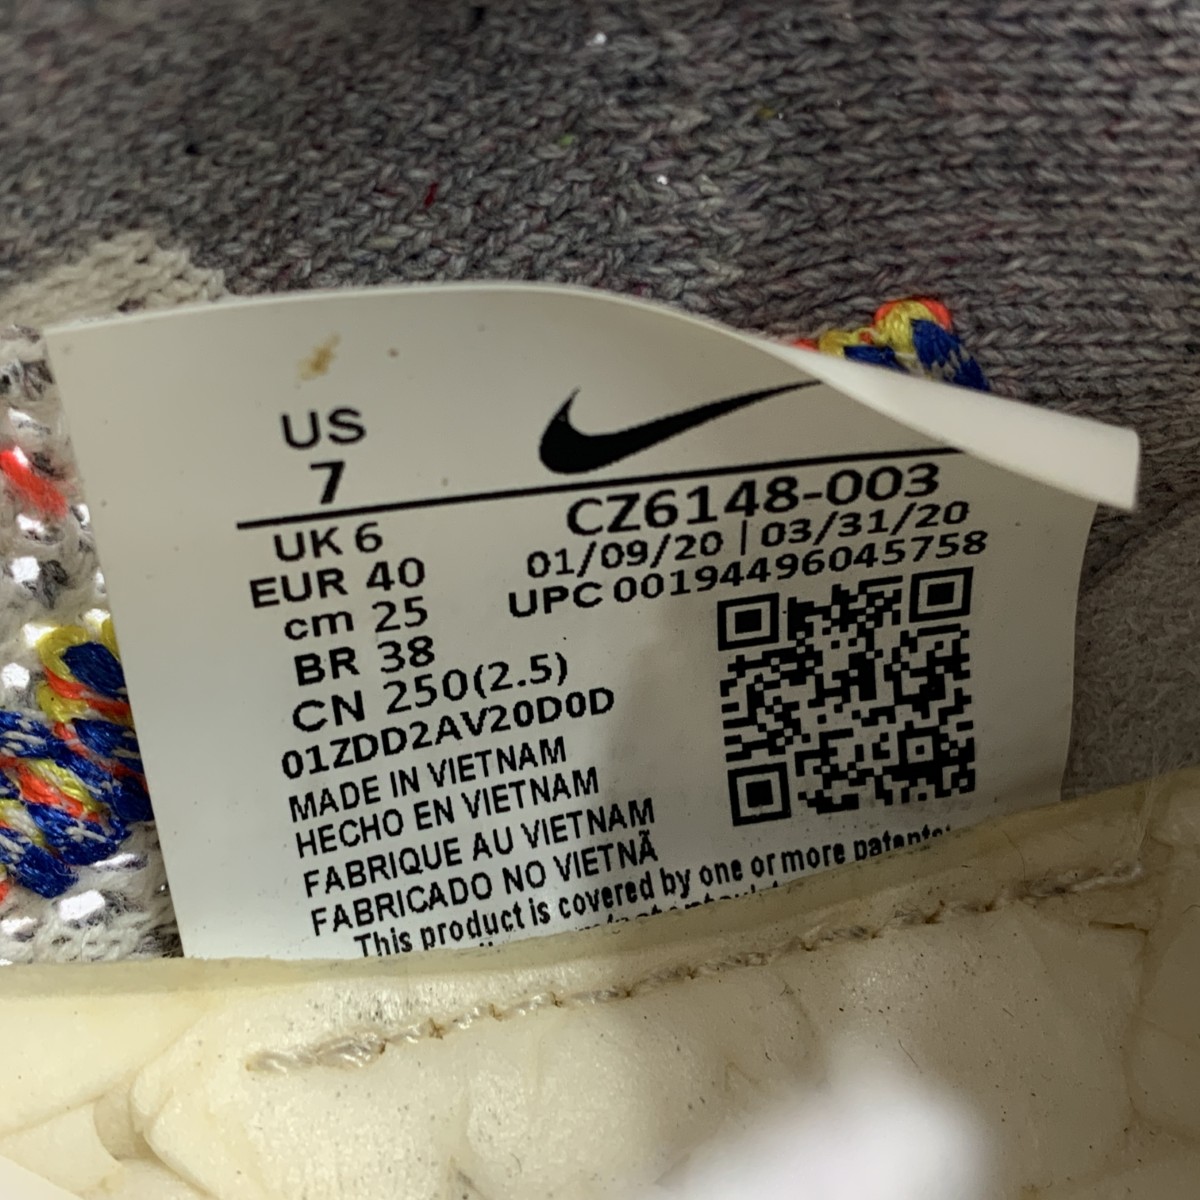 US
7
CZ6148-003
01/09/20 | 03/31/20
UPC 00194496045758
UK 6
EUR 40
cm 25
BR 38
CN 250(2.5)
01ZDD2AV20D0D
MADE IN VIETNAM
HECHO EN VIETNAM
FABRIQUE AU VIETNAM
FABRICADO NO VIETNÃ
This product is covered by one or more patents.